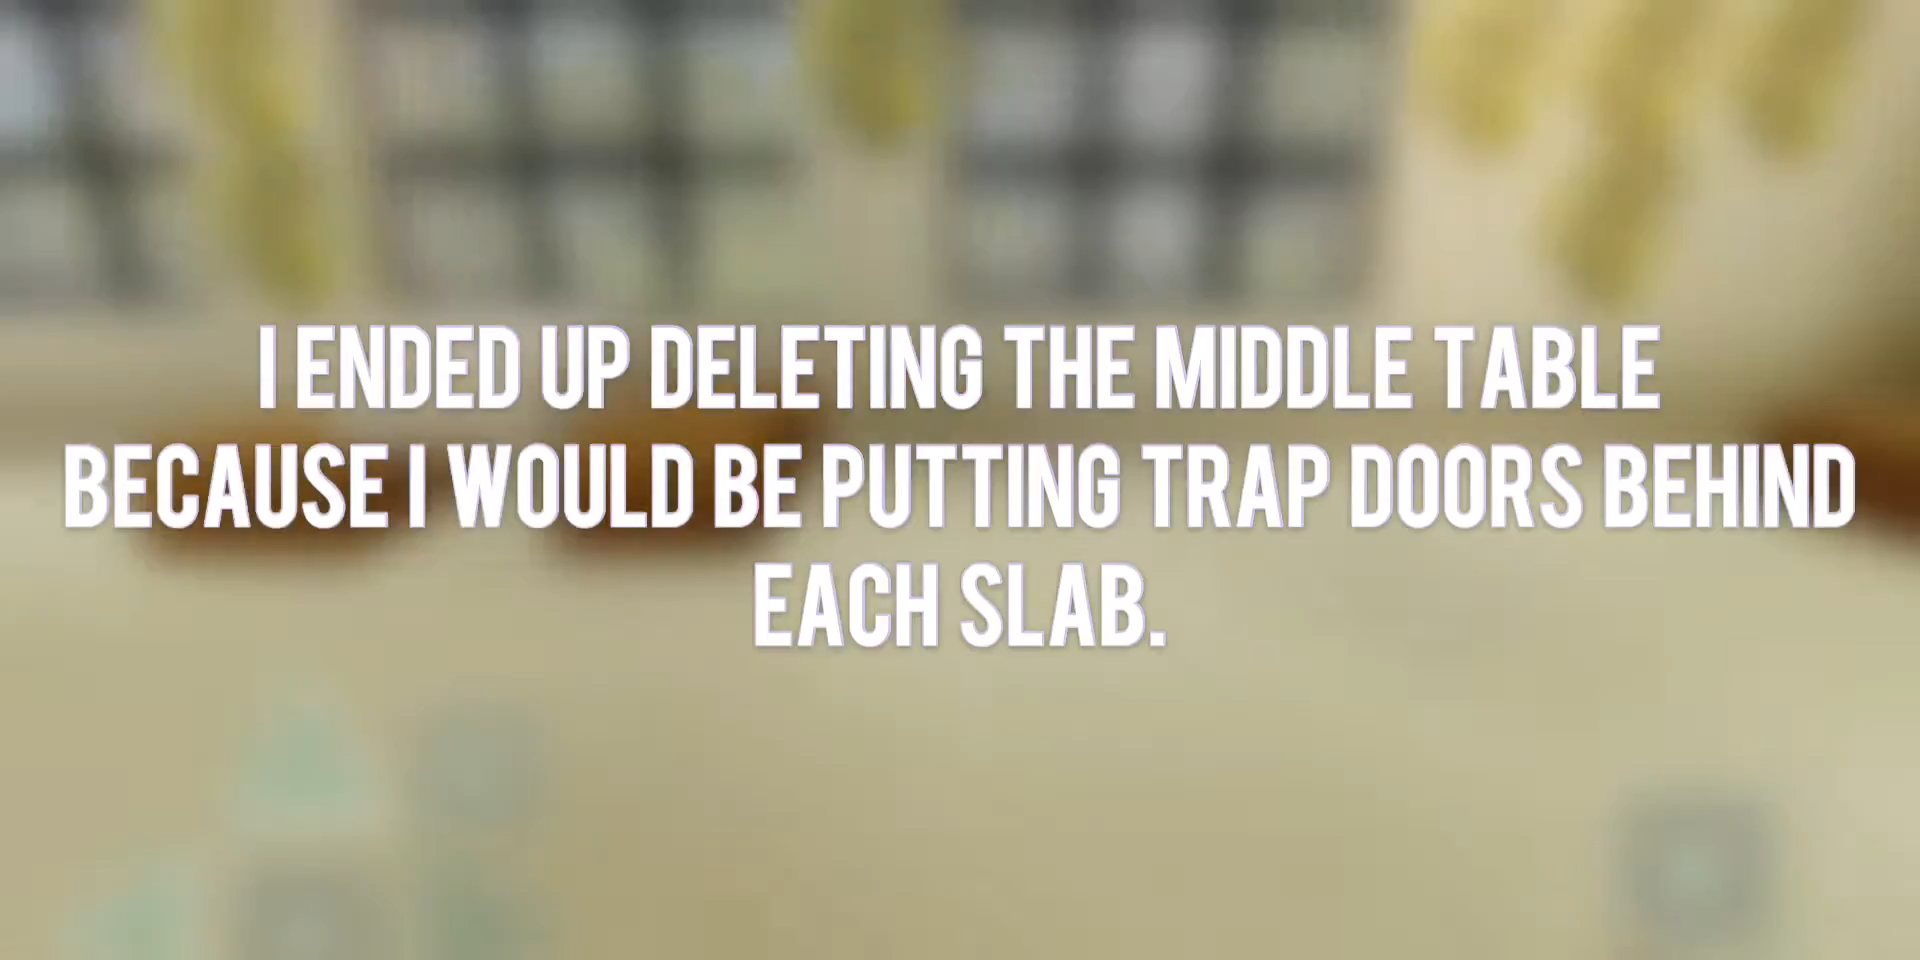 I ENDED UP DELETING THE MIDDLE TABLE
BECAUSE I WOULD BE PUTTING TRAP DOORS BEHIND
EACH SLAB.